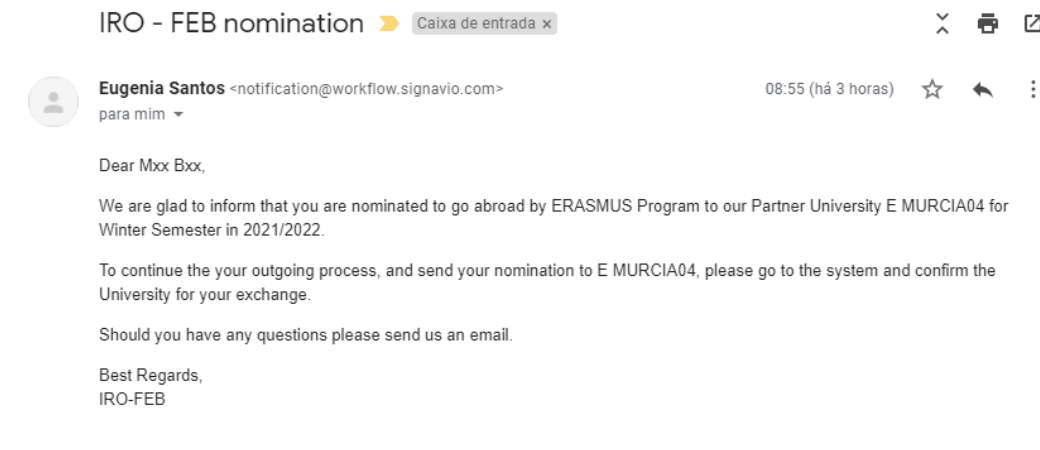 IRO - FEB nomination Caixa de entrada ×
Eugenia Santos <notification@workflow.signavio.com> 08:55 (há 3 horas)
para mim
Dear Mxx Bxx,
We are glad to inform that you are nominated to go abroad by ERASMUS Program to our Partner University E MURCIA04 for
Winter Semester in 2021/2022.
To continue the your outgoing process, and send your nomination to E MURCIA04, please go to the system and confirm the
University for your exchange.
Should you have any questions please send us an email.
Best Regards,
IRO-FEB